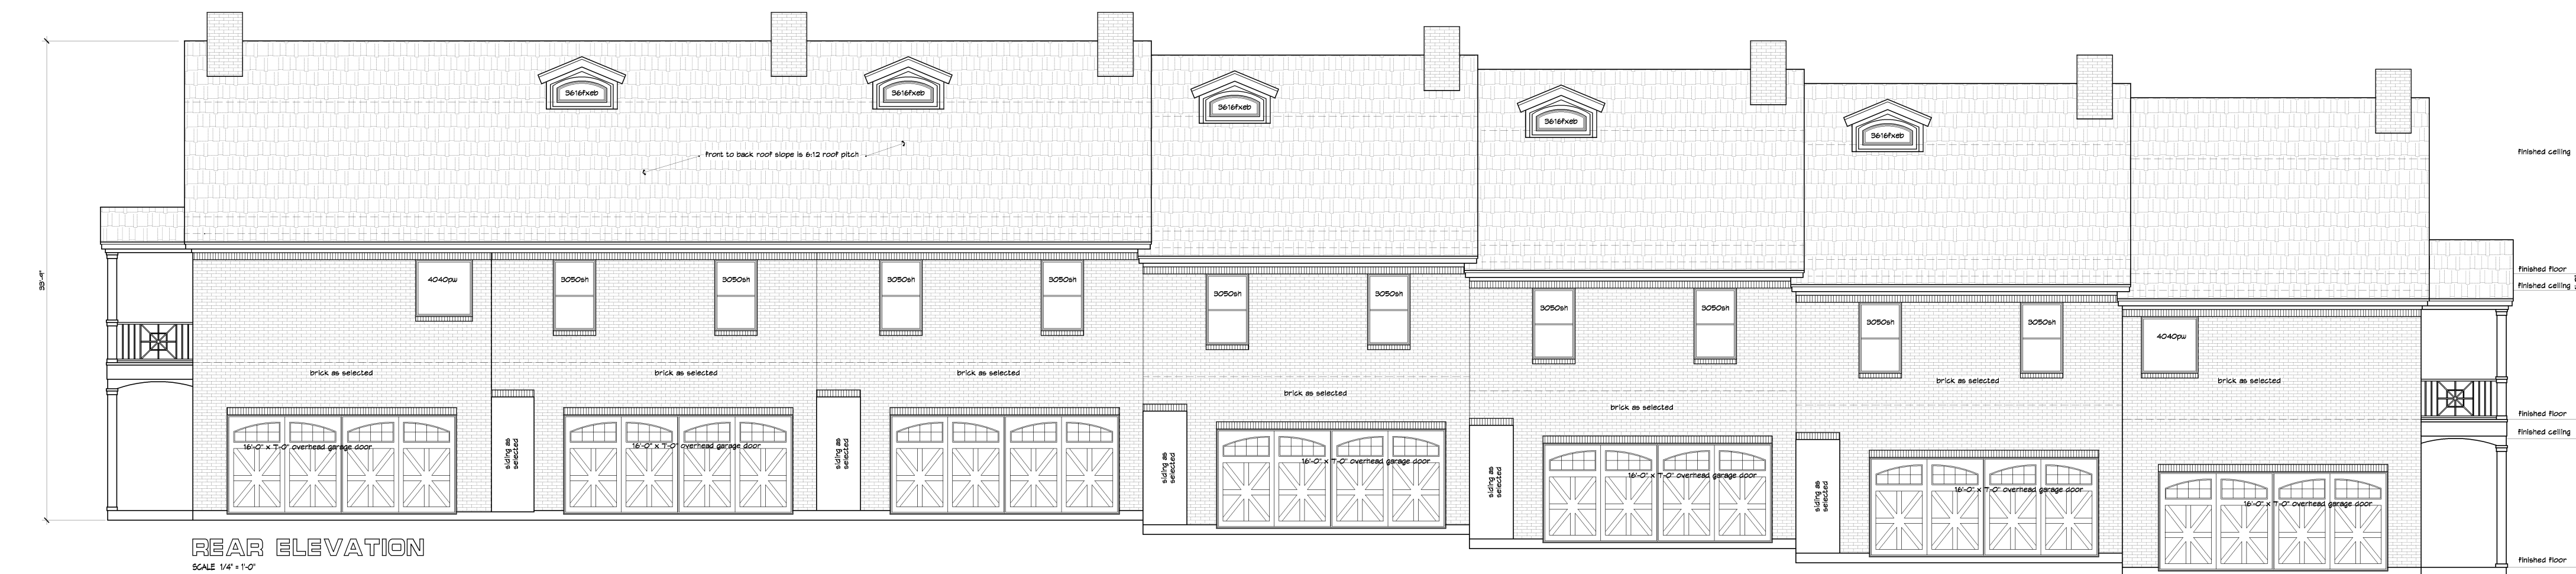 3616fxeb
3616fxeb
3616fxeb
3616fxeb
3616fxeb
front to back roof slope is 6:12 roof pitch
finished ceiling
finished floor
finished ceiling
4040pw
3050sh
3050sh
3050sh
3050sh
3050sh
3050sh
3050sh
3050sh
3050sh
3050sh
4040pw
brick as selected
brick as selected
brick as selected
brick as selected
brick as selected
brick as selected
brick as selected
finished floor
finished ceiling
16'-0" x 7'-0" overhead garage door
siding as
selected
16'-0" x 7'-0" overhead garage door
siding as
selected
siding as
selected
16'-0" x 7'-0" overhead garage door
siding as
selected
16'-0" x 7'-0" overhead garage door
siding as
selected
16'-0" x 7'-0" overhead garage door
16'-0" x 7'-0" overhead garage door
finished floor
REAR ELEVATION
SCALE 1/4" = 1'-0"